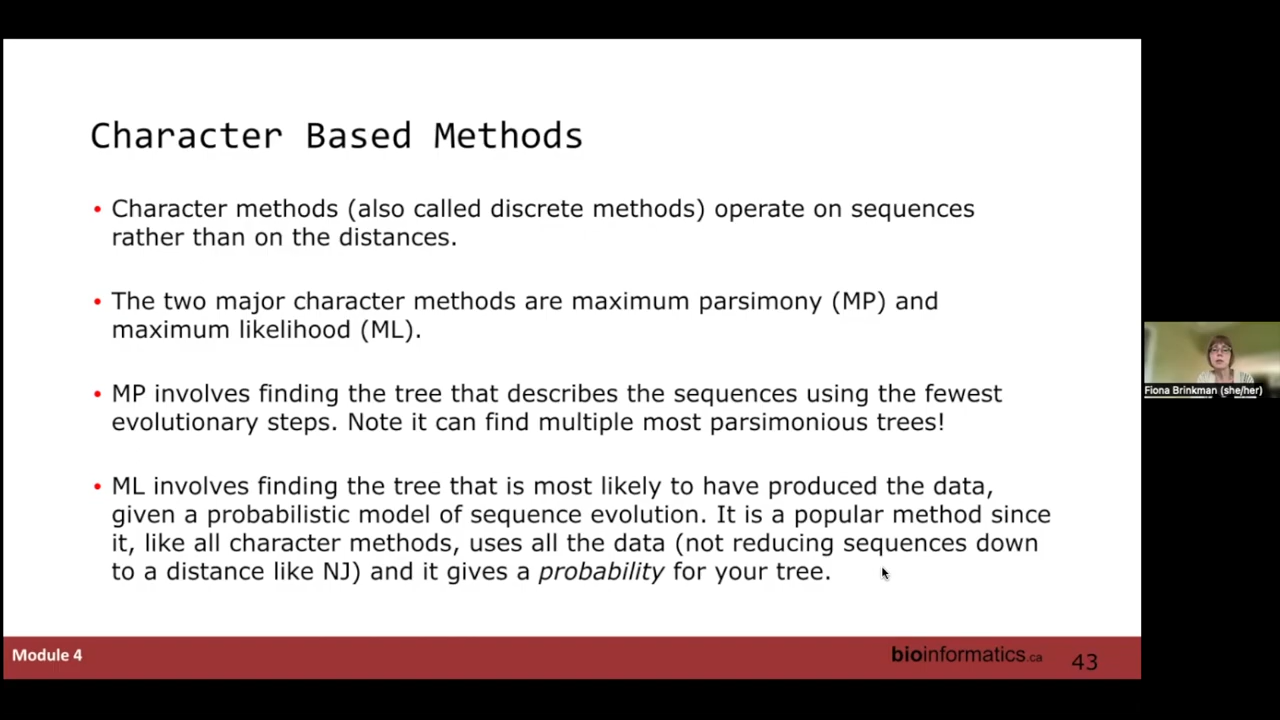 Character Based Methods
• Character methods (also called discrete methods) operate on sequences
rather than on the distances.
• The two major character methods are maximum parsimony (MP) and
maximum likelihood (ML).
• MP involves finding the tree that describes the sequences using the fewest
evolutionary steps. Note it can find multiple most parsimonious trees!
• ML involves finding the tree that is most likely to have produced the data,
given a probabilistic model of sequence evolution. It is a popular method since
it, like all character methods, uses all the data (not reducing sequences down
to a distance like NJ) and it gives a probability for your tree.
Fiona Brinkman (she/her)
Module 4
bioinformatics.ca
43